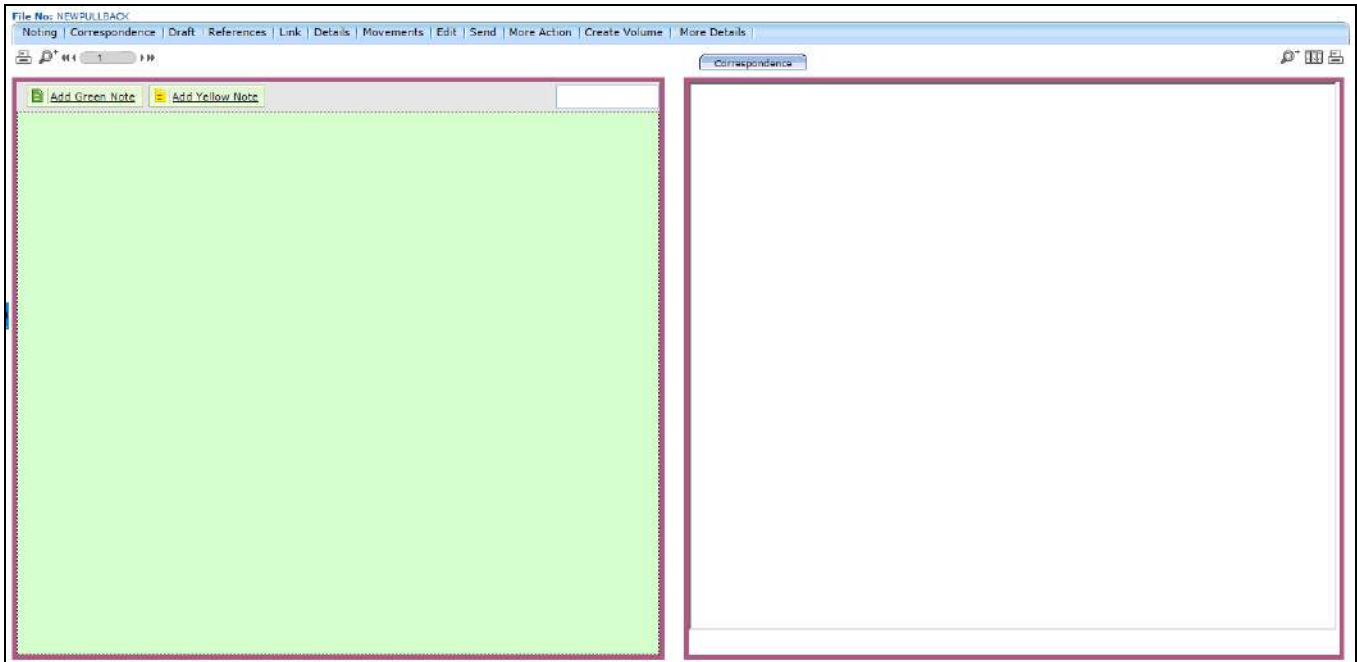 File No: NEWPULLBACK
Noting | Correspondence | Draft | References | Link | Details | Movements | Edit | Send | More Action | Create Volume | More Details |
1
Correspondence
Add Green Note
Add Yellow Note